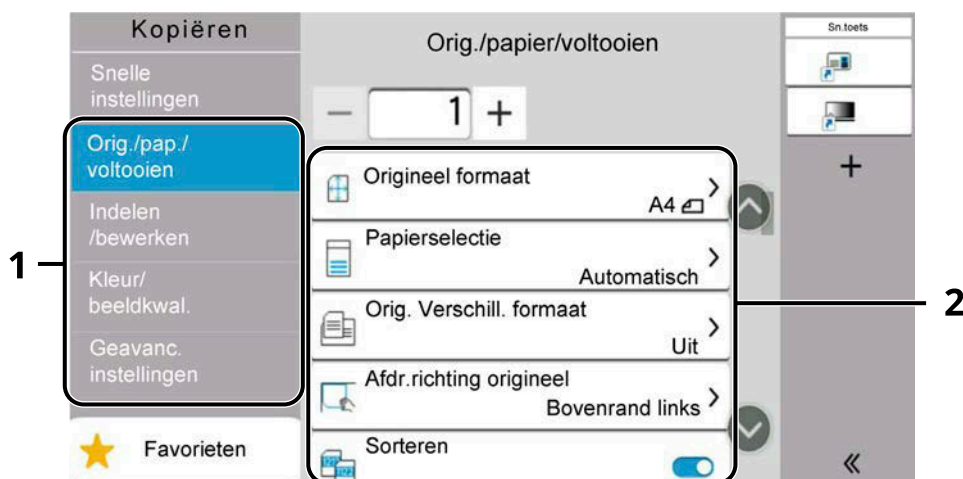 Kopiëren
Snelle
instellingen
Orig./pap./
voltooien
Indelen
/bewerken
Kleur/
beeldkwal.
Geavanc.
instellingen
Favorieten
1
Orig./papier/voltooien
− 1 +
Origineel formaat
A4
Papierselectie
Automatisch
Orig. Verschill. formaat
Uit
Afdr.richting origineel
Bovenrand links
Sorteren
2
Sn.toets
+
«